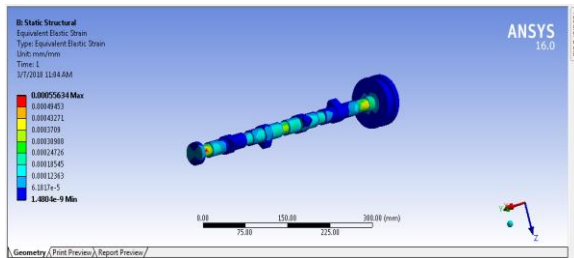 B: Static Structural
Equivalent Elastic Strain
Type: Equivalent Elastic Strain
Unit: mm/mm
Time: 1
3/7/2018 11:04 AM
0.00055634 Max
0.00049453
0.00043271
0.0003709
0.00030908
0.00024726
0.00018545
0.00012363
6.1817e-5
1.4804e-9 Min
ANSYS
16.0
0.00 150.00 300.00 (mm)
75.00 225.00
Y X
Z
Geometry Print Preview Report Preview